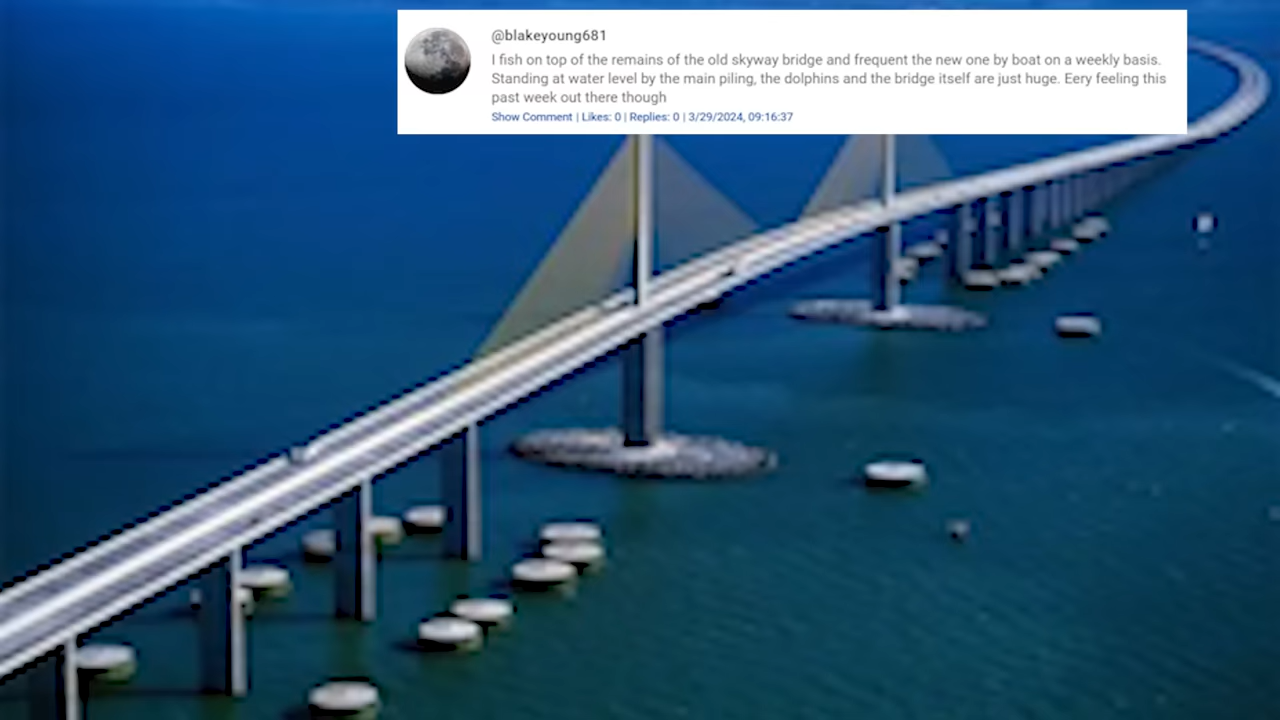 @blakeyoung681
I fish on top of the remains of the old skyway bridge and frequent the new one by boat on a weekly basis.
Standing at water level by the main piling, the dolphins and the bridge itself are just huge. Eery feeling this
past week out there though
Show Comment | Likes: 0 | Replies: 0 | 3/29/2024, 09:16:37